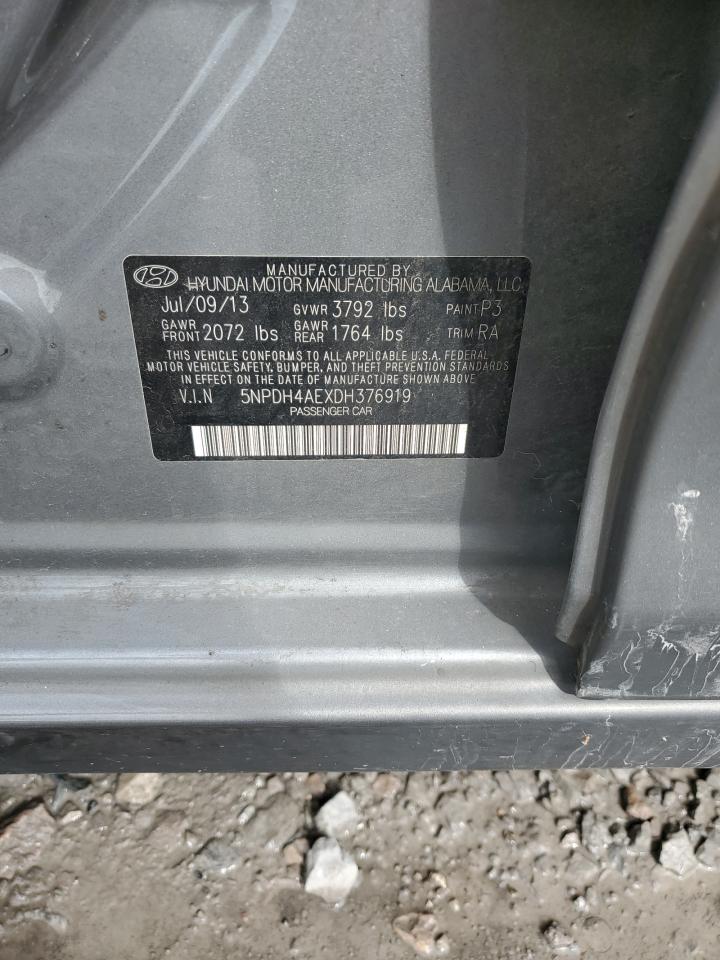 MANUFACTURED BY
HYUNDAI MOTOR MANUFACTURING ALABAMA, LLC
Jul/09/13 GVWR 3792 lbs PAINT P3
GAWR FRONT 2072 lbs GAWR REAR 1764 lbs TRIM RA
THIS VEHICLE CONFORMS TO ALL APPLICABLE U.S.A. FEDERAL
MOTOR VEHICLE SAFETY, BUMPER, AND THEFT PREVENTION STANDARDS
IN EFFECT ON THE DATE OF MANUFACTURE SHOWN ABOVE
V.I.N 5NPDH4AEXDH376919
PASSENGER CAR